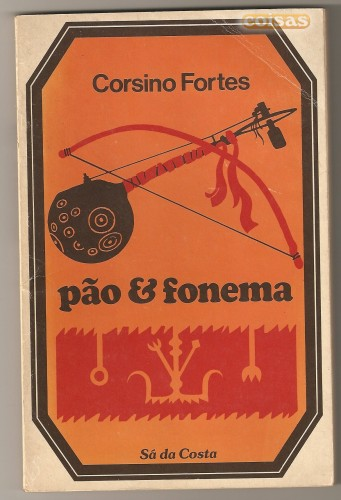 coisas
Corsino Fortes
pão & fonema
Sá da Costa